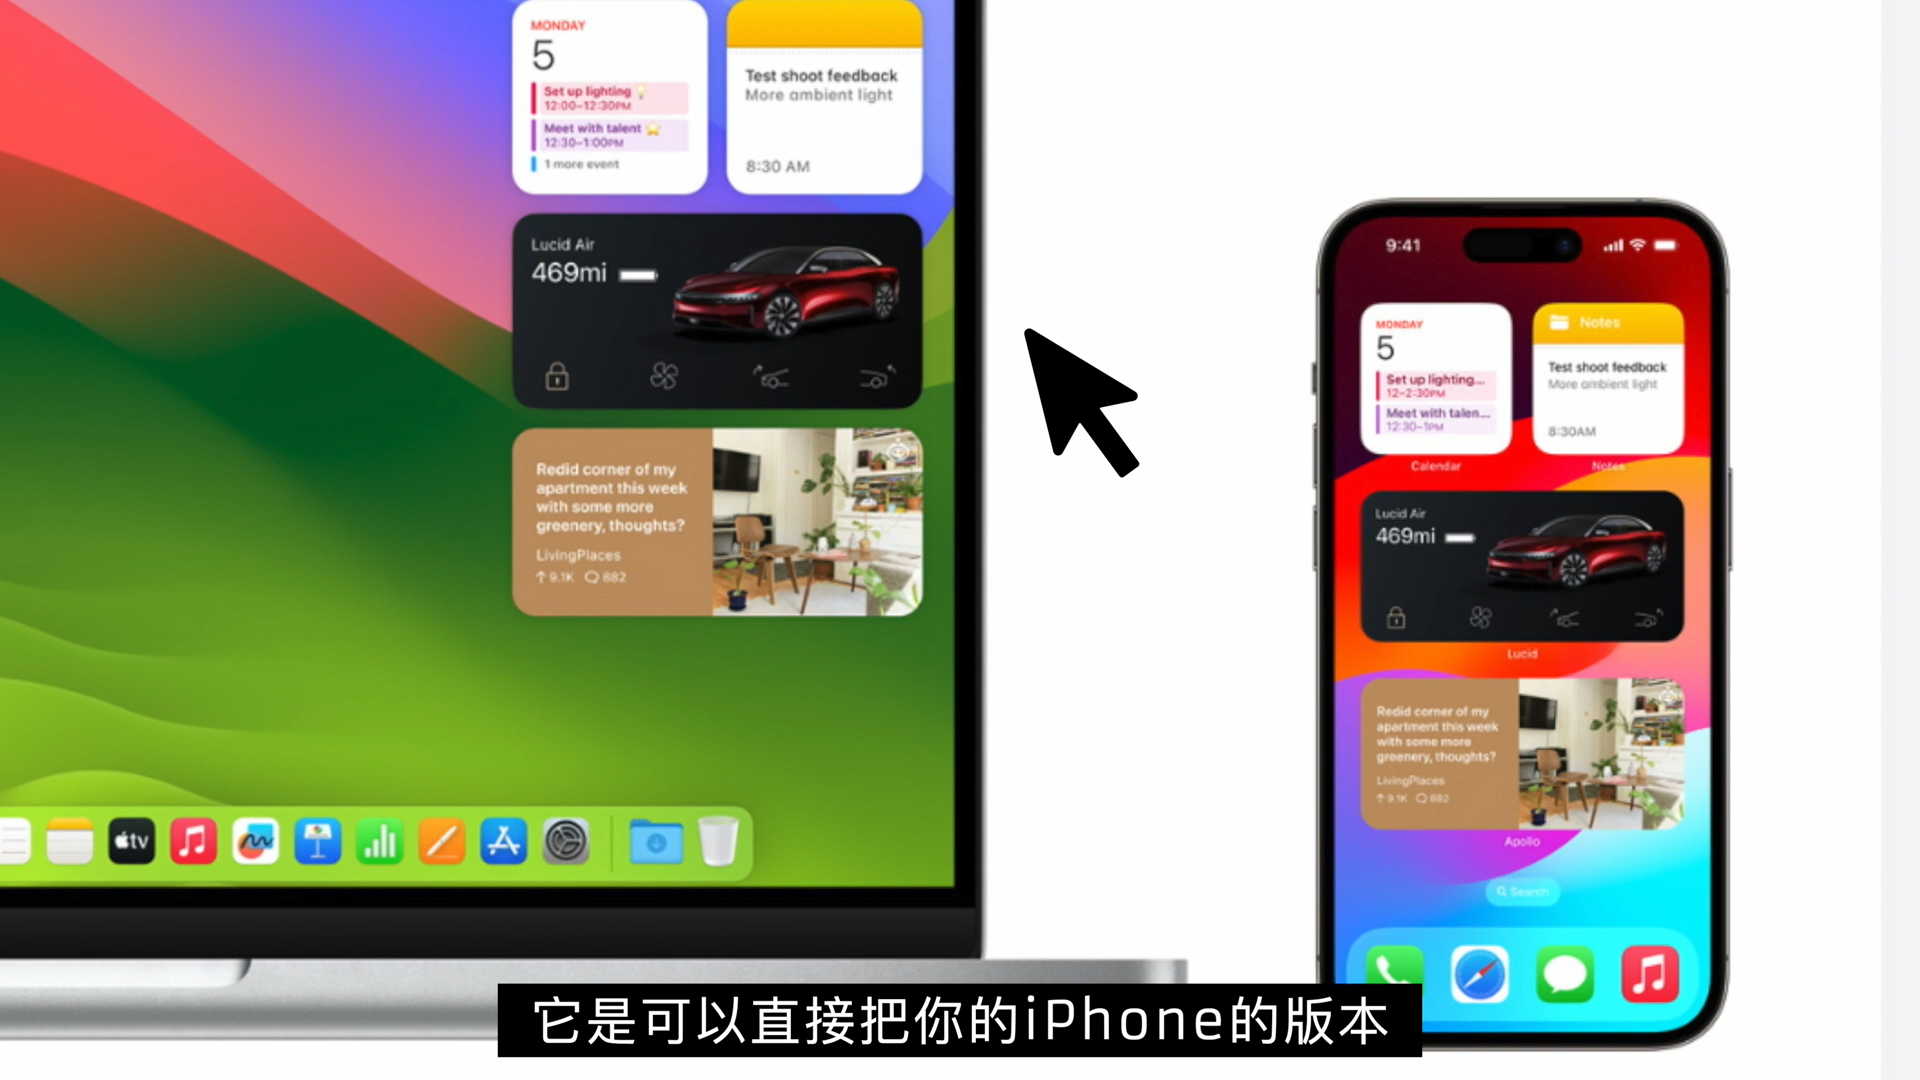 MONDAY
5
Set up lighting
12:00–12:30PM
Meet with talent
12:30–1:00PM
1 more event
Test shoot feedback
More ambient light
8:30 AM
Lucid Air
469mi
Redid corner of my
apartment this week
with some more
greenery, thoughts?
LivingPlaces
9.1K 882
tv
9:41
MONDAY
5
Set up lighting...
12–2:30PM
Meet with talen...
12:30–1PM
Calendar
Notes
Test shoot feedback
More ambient light
8:30AM
Notes
Lucid Air
469mi
Lucid
Redid corner of my
apartment this week
with some more
greenery, thoughts?
LivingPlaces
9.1K 882
Apollo
Search
它是可以直接把你的iPhone的版本